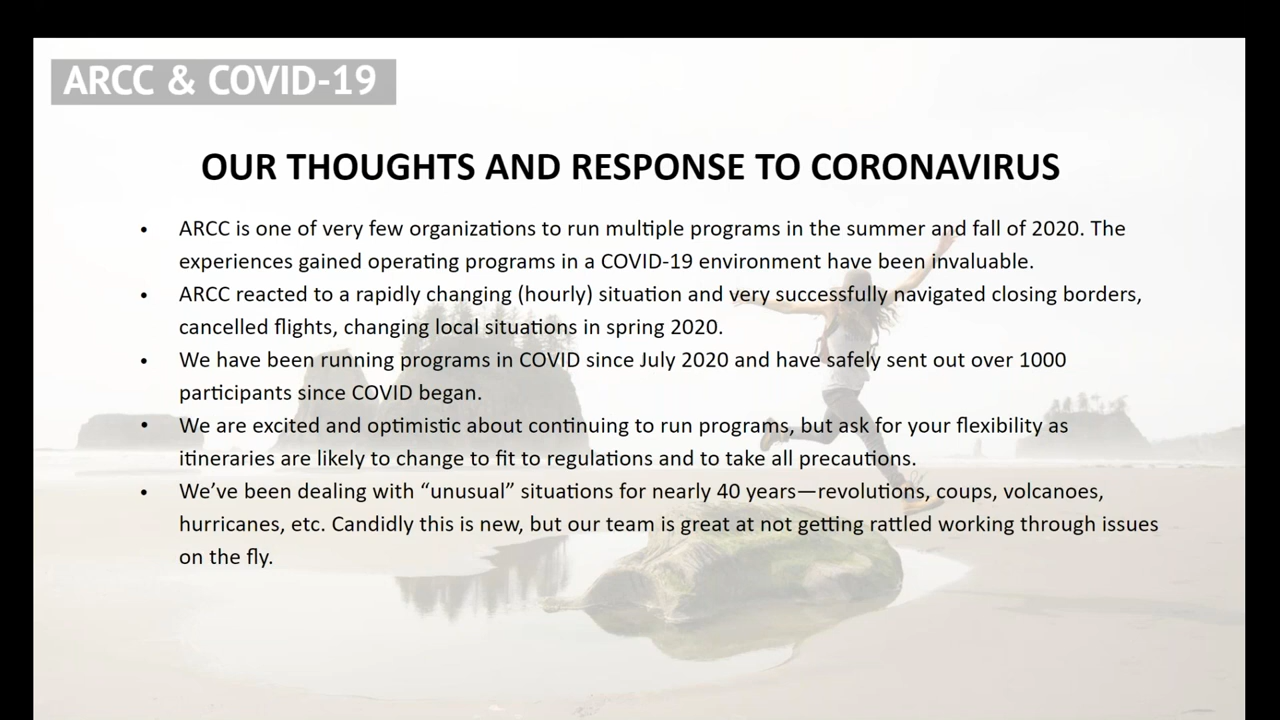 ARCC & COVID-19
OUR THOUGHTS AND RESPONSE TO CORONAVIRUS
• ARCC is one of very few organizations to run multiple programs in the summer and fall of 2020. The
experiences gained operating programs in a COVID-19 environment have been invaluable.
• ARCC reacted to a rapidly changing (hourly) situation and very successfully navigated closing borders,
cancelled flights, changing local situations in spring 2020.
• We have been running programs in COVID since July 2020 and have safely sent out over 1000
participants since COVID began.
• We are excited and optimistic about continuing to run programs, but ask for your flexibility as
itineraries are likely to change to fit to regulations and to take all precautions.
• We’ve been dealing with “unusual” situations for nearly 40 years—revolutions, coups, volcanoes,
hurricanes, etc. Candidly this is new, but our team is great at not getting rattled working through issues
on the fly.